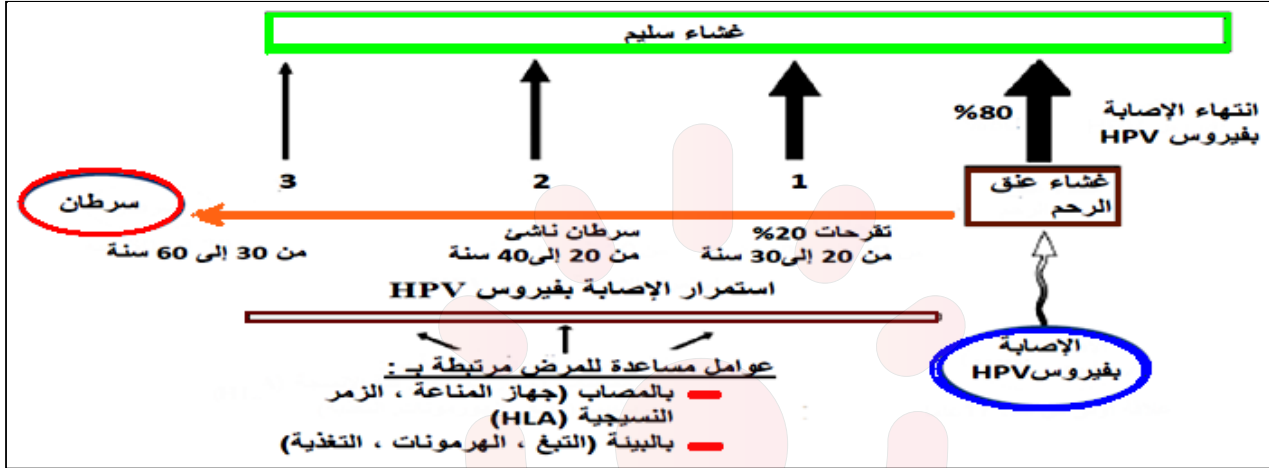 غشاء سليم
انتهاء الإصابة
بفيروس HPV
%80
غشاء عنق
الرحم
1
2
3
سرطان
تقرحات 20%
من 20 إلى30 سنة
سرطان ناشئ
من 20 إلى40 سنة
من 30 إلى 60 سنة
استمرار الإصابة بفيروس HPV
الإصابة
بفيروسHPV
عوامل مساعدة للمرض مرتبطة بـ :
بالمصاب (جهاز المناعة ، الزمر
النسيجية (HLA)
بالبيئة (التبغ ، الهرمونات ، التغذية)